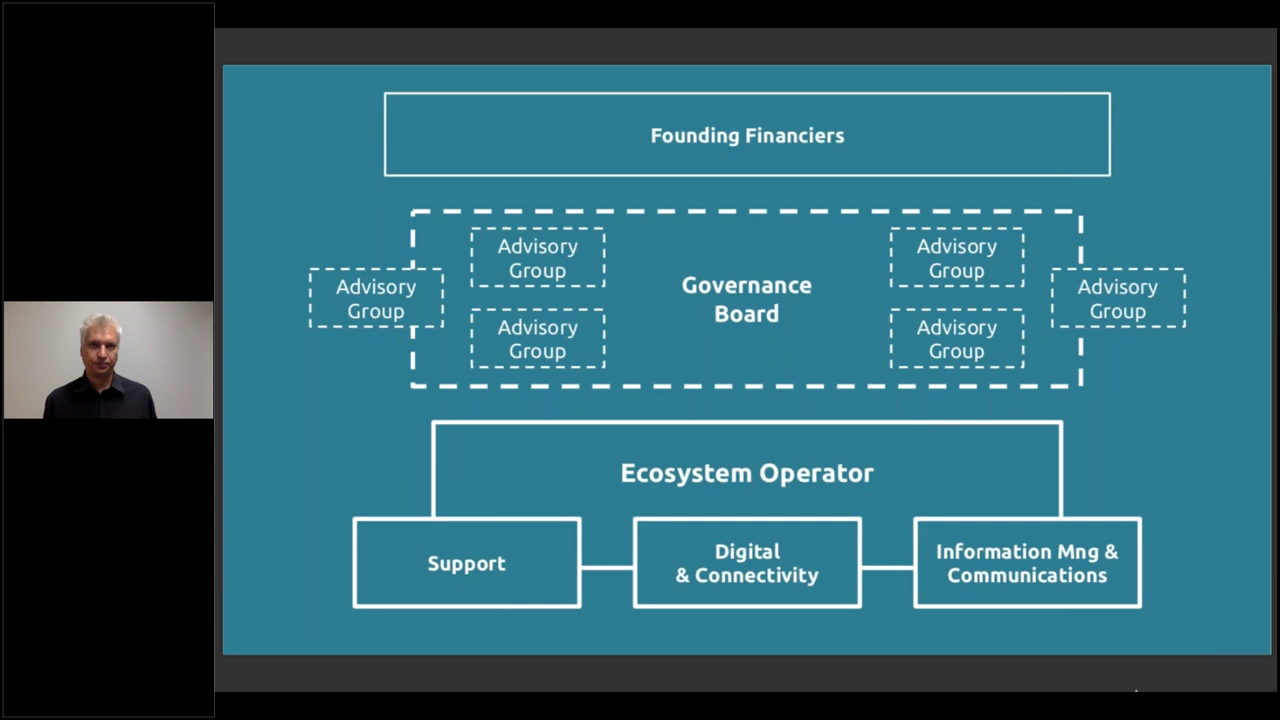 Founding Financiers
Advisory
Group
Advisory
Group
Advisory
Group
Governance
Board
Advisory
Group
Advisory
Group
Advisory
Group
Ecosystem Operator
Support
Digital
& Connectivity
Information Mng &
Communications